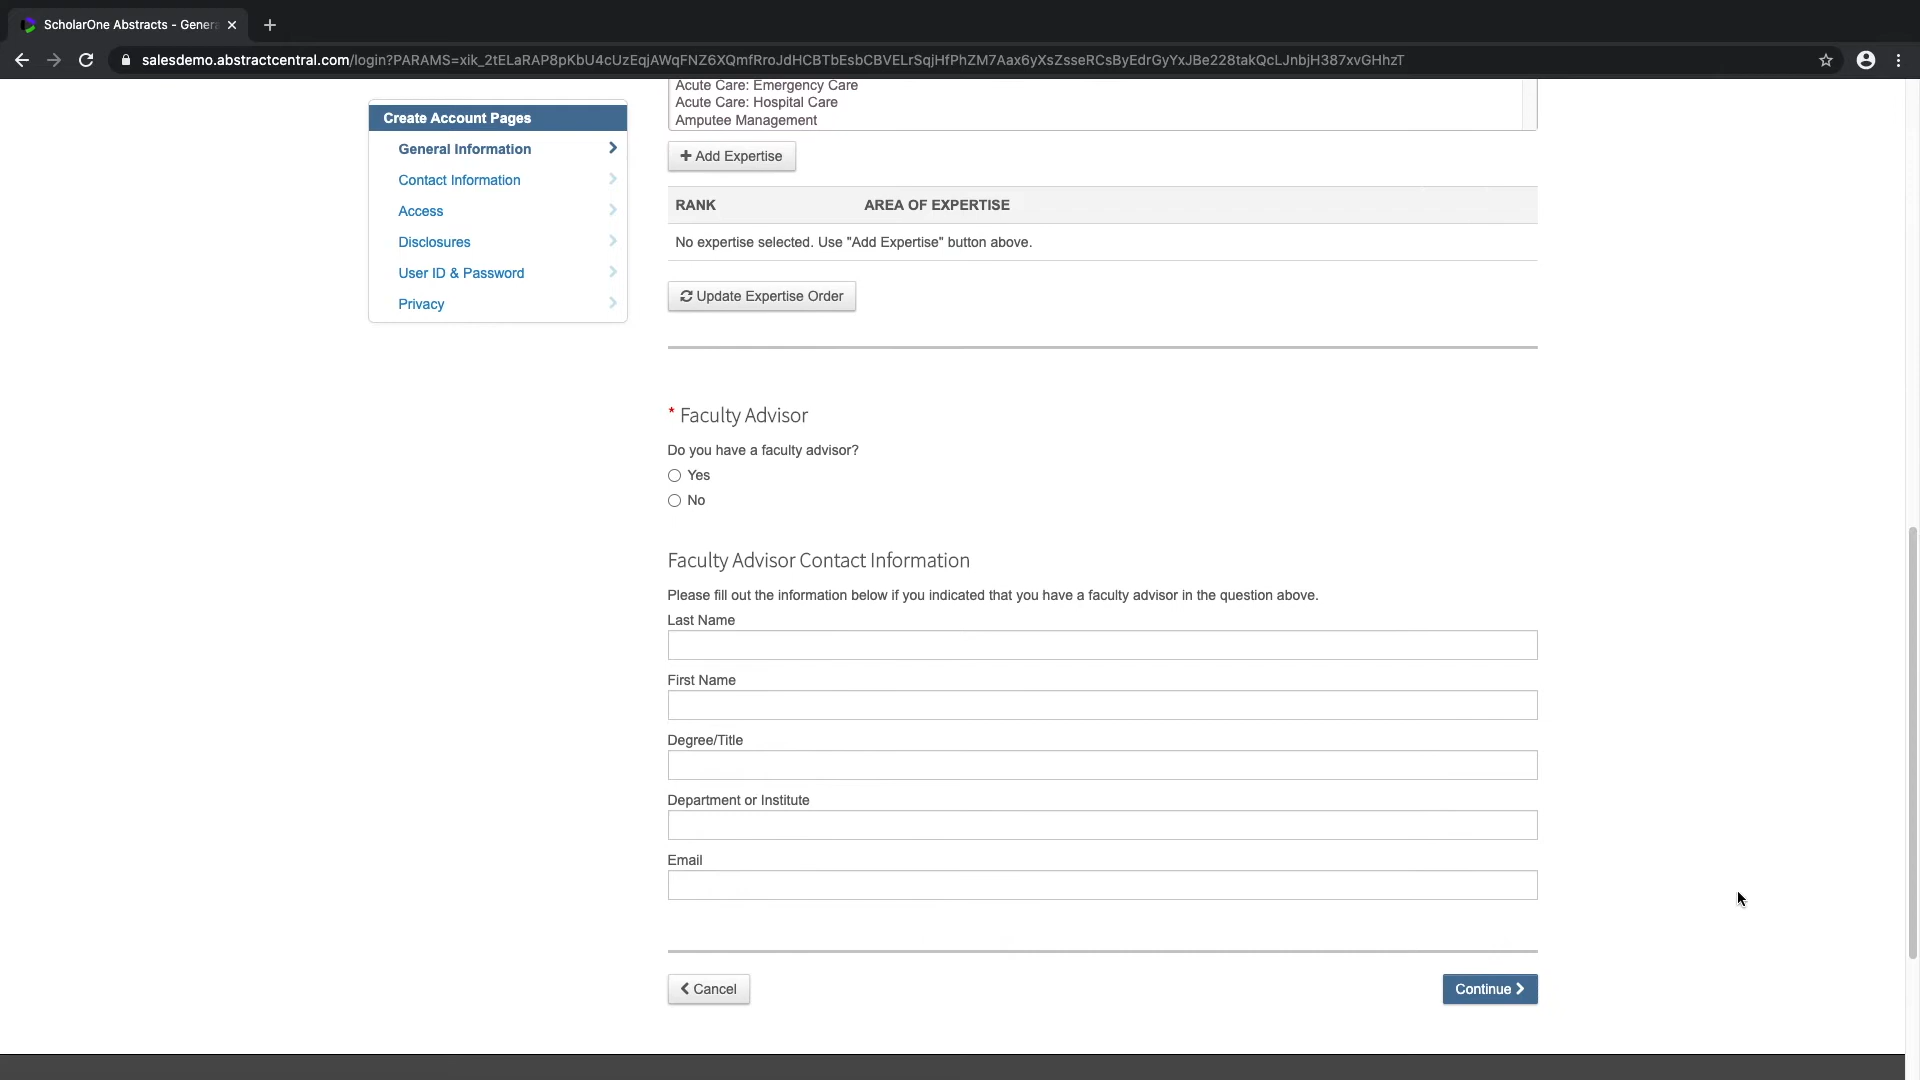 ScholarOne Abstracts - Genera
salesdemo.abstractcentral.com/login?PARAMS=xik_2tELaRAP8pKbU4cUzEqjAWqFNZ6XQmfRroJdHCBTbEsbCBVELrSqjHfPhZM7Aax6yXsZsseRCsByEdrGyYxJBe228takQcLJnbjH387xvGHhzT
Create Account Pages
General Information
Contact Information
Access
Disclosures
User ID & Password
Privacy
Acute Care: Emergency Care
Acute Care: Hospital Care
Amputee Management
Add Expertise
RANK AREA OF EXPERTISE
No expertise selected. Use "Add Expertise" button above.
Update Expertise Order
* Faculty Advisor
Do you have a faculty advisor?
Yes
No
Faculty Advisor Contact Information
Please fill out the information below if you indicated that you have a faculty advisor in the question above.
Last Name
First Name
Degree/Title
Department or Institute
Email
Cancel
Continue